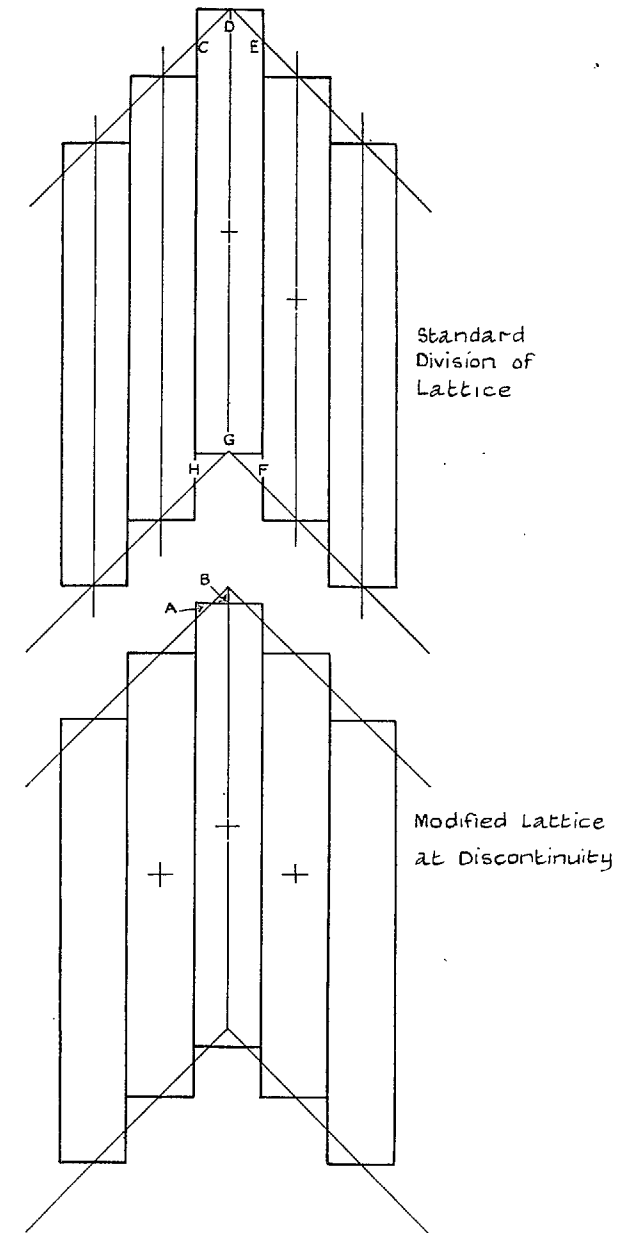 D
C E
Standard
Division of
Lattice
G
H F
B
A
Modified Lattice
at Discontinuity